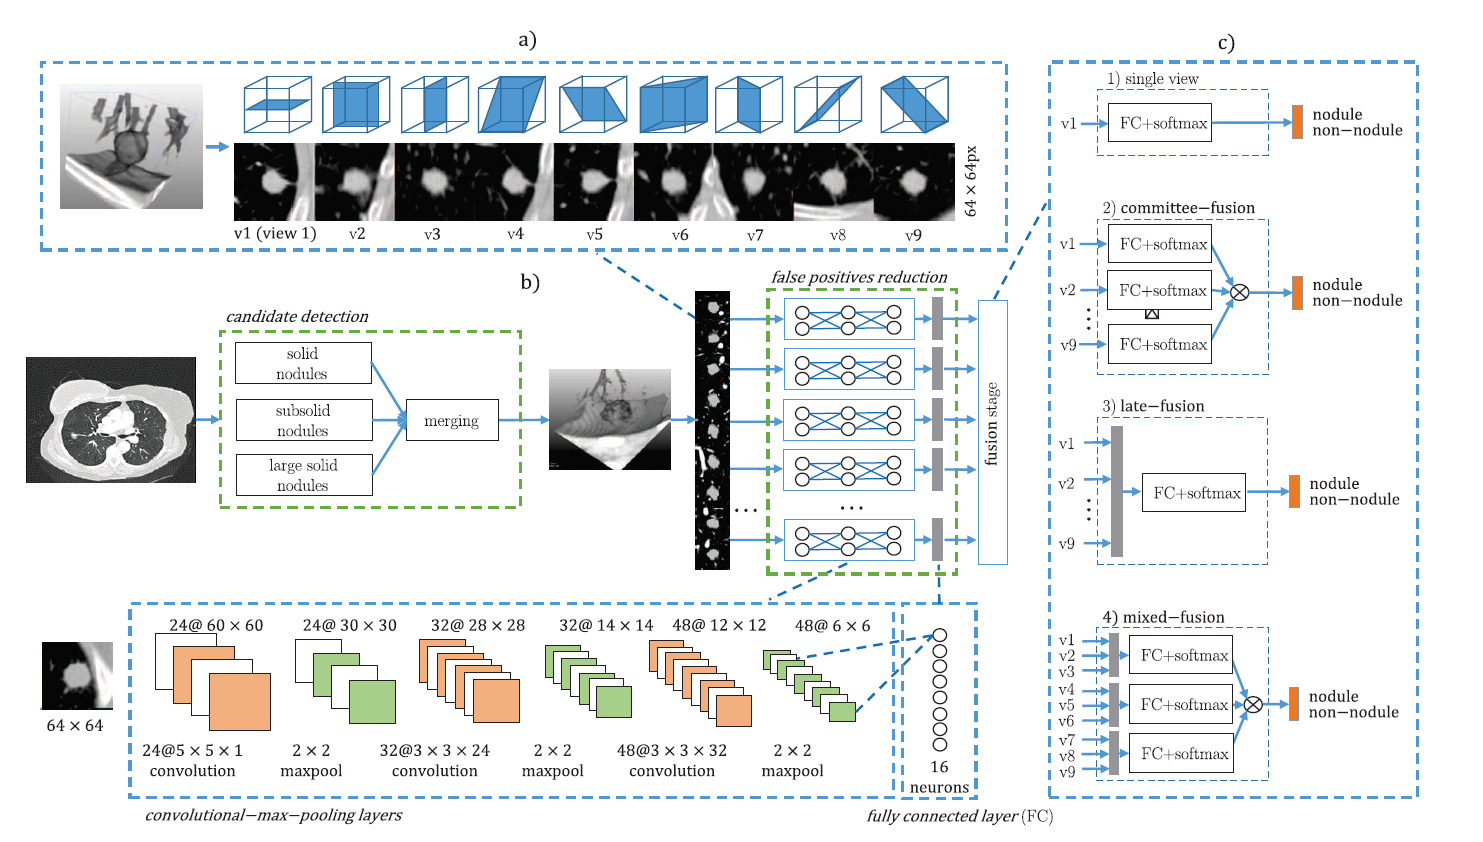 a)
64 × 64px
v1 (view 1) v2 v3 v4 v5 v6 v7 v8 v9
b)
candidate detection
solid
nodules
subsolid
nodules
large solid
nodules
merging
false positives reduction
...
...
fusion stage
64 × 64
24@ 60 × 60 24@ 30 × 30 32@ 28 × 28 32@ 14 × 14 48@ 12 × 12 48@ 6 × 6
24@5 × 5 × 1
convolution
2 × 2
maxpool
32@3 × 3 × 24
convolution
2 × 2
maxpool
48@3 × 3 × 32
convolution
2 × 2
maxpool
16
neurons
convolutional−max−pooling layers
fully connected layer (FC)
c)
1) single view
v1
FC+softmax
nodule
non−nodule
2) committee−fusion
v1
FC+softmax
v2
FC+softmax
v9
FC+softmax
nodule
non−nodule
3) late−fusion
v1
v2
v9
FC+softmax
nodule
non−nodule
4) mixed−fusion
v1
v2
v3
FC+softmax
v4
v5
v6
FC+softmax
v7
v8
v9
FC+softmax
nodule
non−nodule